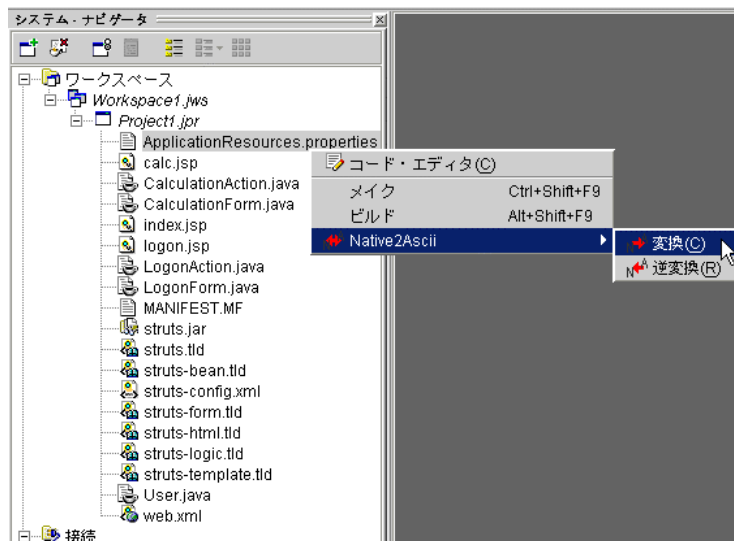 システム - ナビゲータ
ワークスペース
Workspace1.jws
Project1.jpr
ApplicationResources.properties
calc.jsp
コード・エディタ(C)
CalculationAction.java
メイク Ctrl+Shift+F9
CalculationForm.java
ビルド Alt+Shift+F9
index.jsp
logon.jsp
Native2Ascii
変換(C)
LogonAction.java
逆変換(R)
LogonForm.java
MANIFEST.MF
struts.jar
struts.tld
struts-bean.tld
struts-config.xml
struts-form.tld
struts-html.tld
struts-logic.tld
struts-template.tld
User.java
web.xml
接続